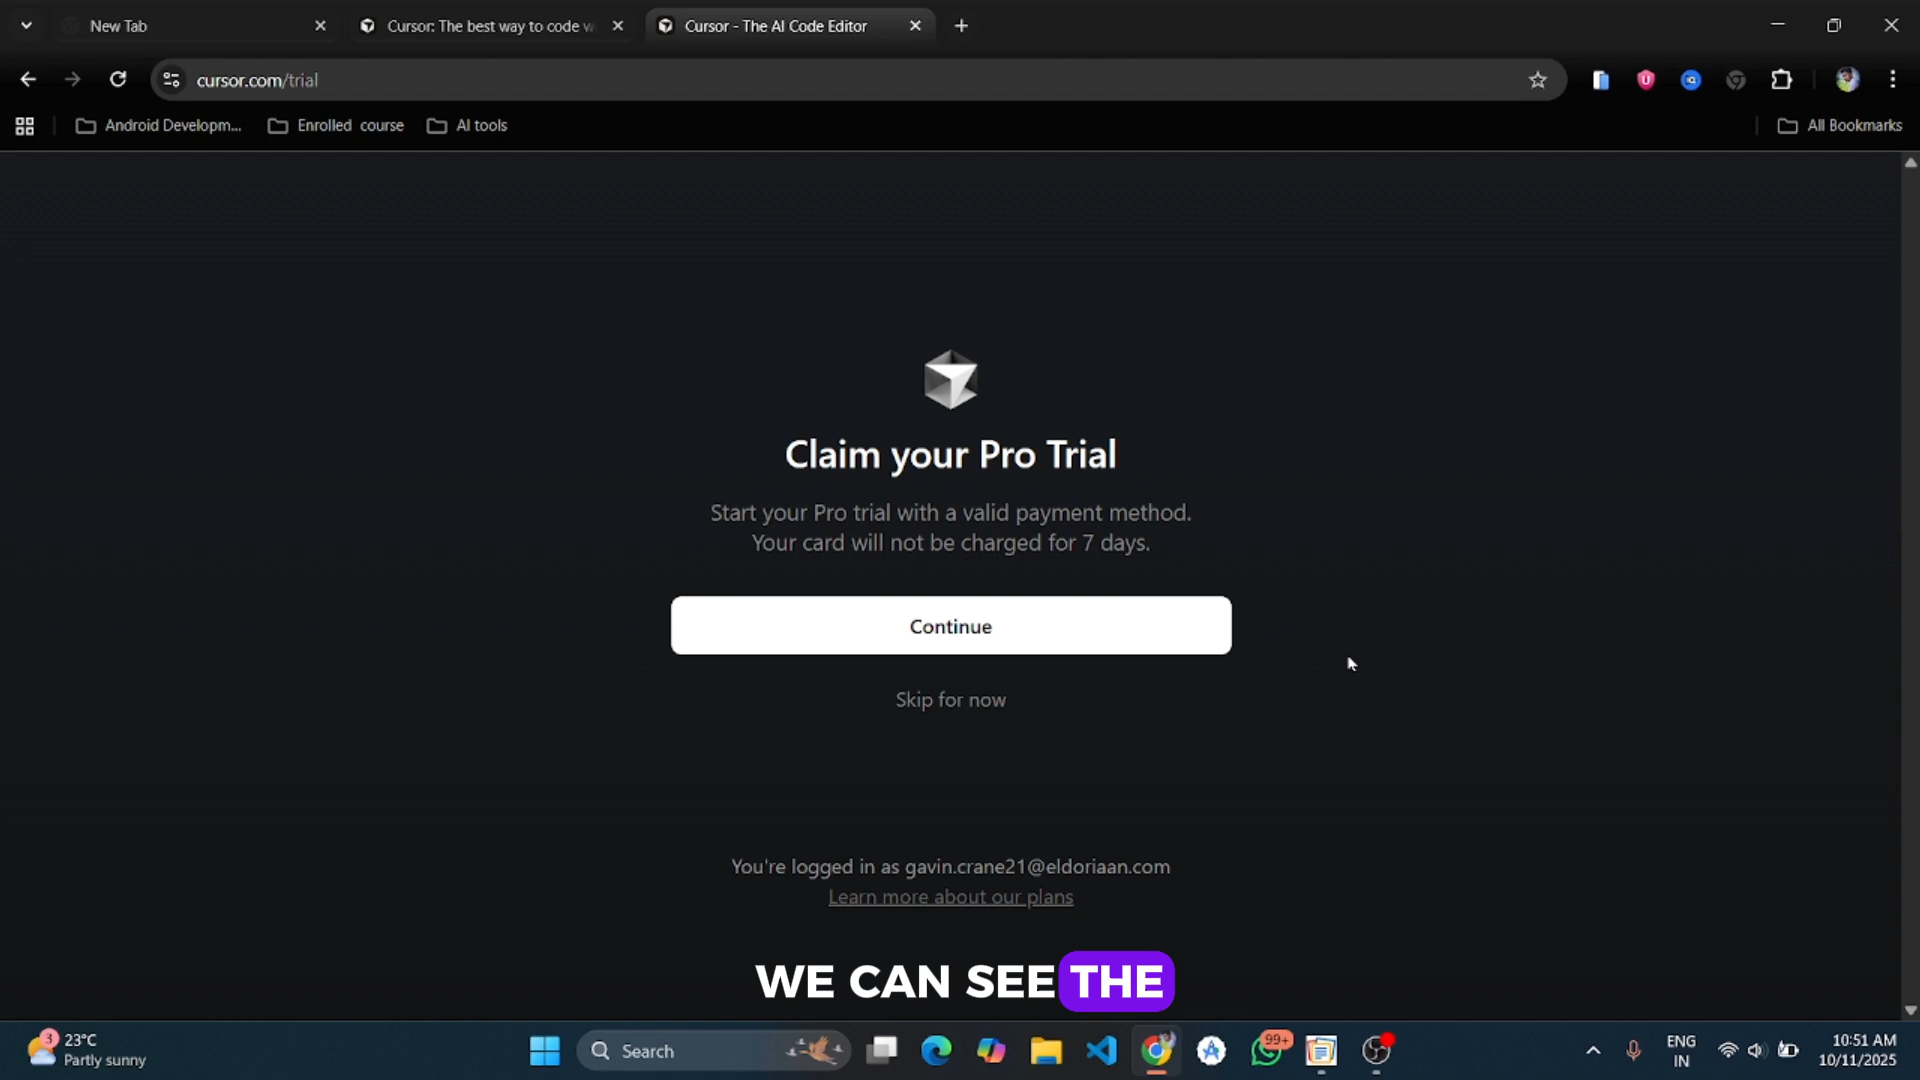 New Tab
Cursor: The best way to code w
Cursor - The AI Code Editor
cursor.com/trial
Android Developm...
Enrolled course
AI tools
All Bookmarks
Claim your Pro Trial
Start your Pro trial with a valid payment method.
Your card will not be charged for 7 days.
Continue
Skip for now
You're logged in as gavin.crane21@eldoriaan.com
Learn more about our plans
WE CAN SEE THE
3
23°C
Partly sunny
Search
99+
ENG
IN
10:51 AM
10/11/2025